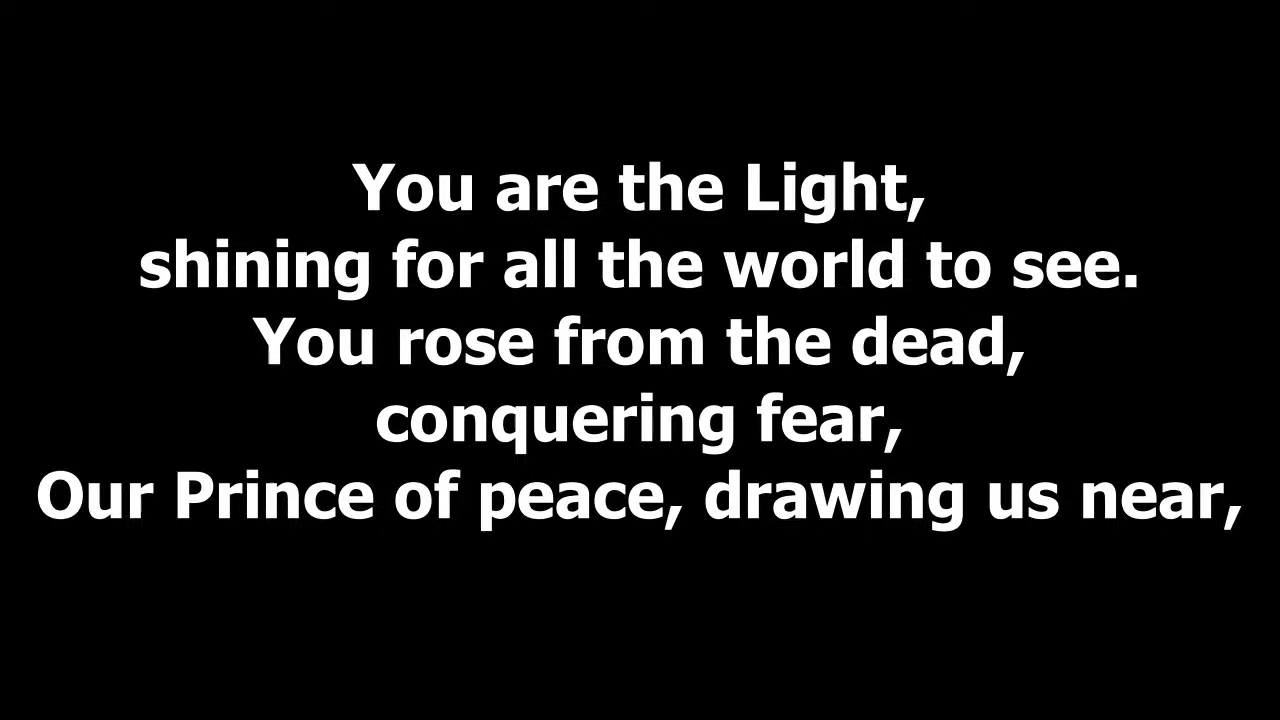 You are the Light,
shining for all the world to see.
You rose from the dead,
conquering fear,
Our Prince of peace, drawing us near,